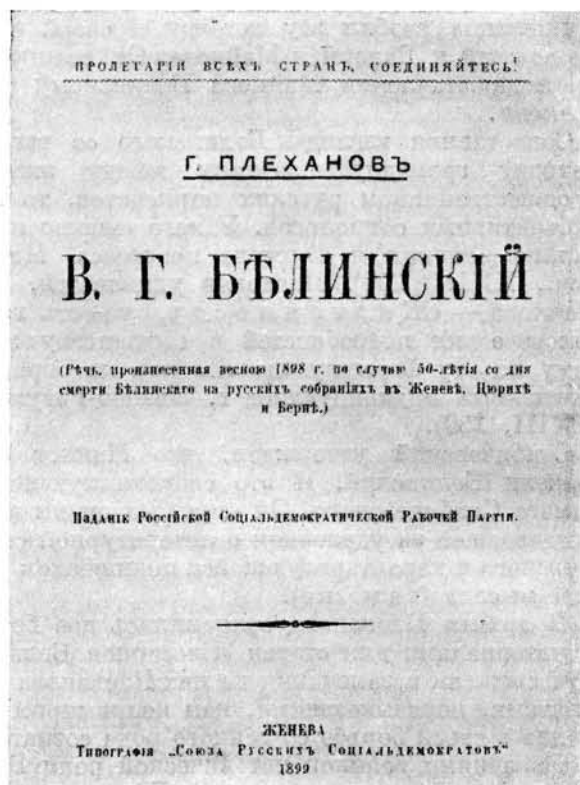 ПРОЛЕТАРІИ ВСѢХЪ СТРАНЪ, СОЕДИНЯЙТЕСЬ!
Г. ПЛЕХАНОВЪ
В. Г. БѢЛИНСКІЙ
(Рѣчь, произнесенная весною 1898 г. по случаю 50-лѣтія со дня
смерти Бѣлинскаго на русскихъ собраніяхъ въ Женевѣ, Цюрихѣ
и Бернѣ.)
Изданіе Россійской Соціальдемократической Рабочей Партіи.
ЖЕНЕВА
Типографія „Союза Русскихъ Соціальдемократовъ"
1899